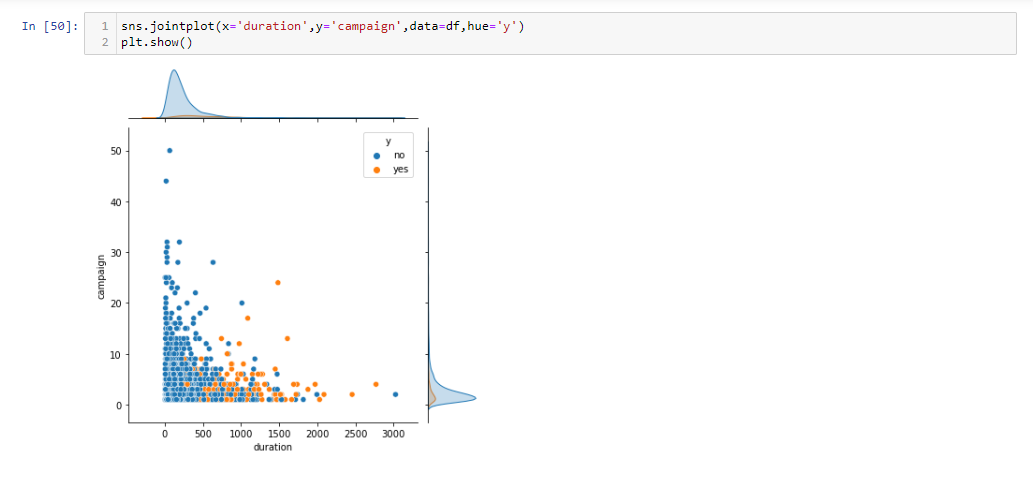 In [50]:
1 sns.jointplot(x='duration',y='campaign',data=df,hue='y')
2 plt.show()
y
no
yes
50
40
30
20
10
0
campaign
0 500 1000 1500 2000 2500 3000
duration